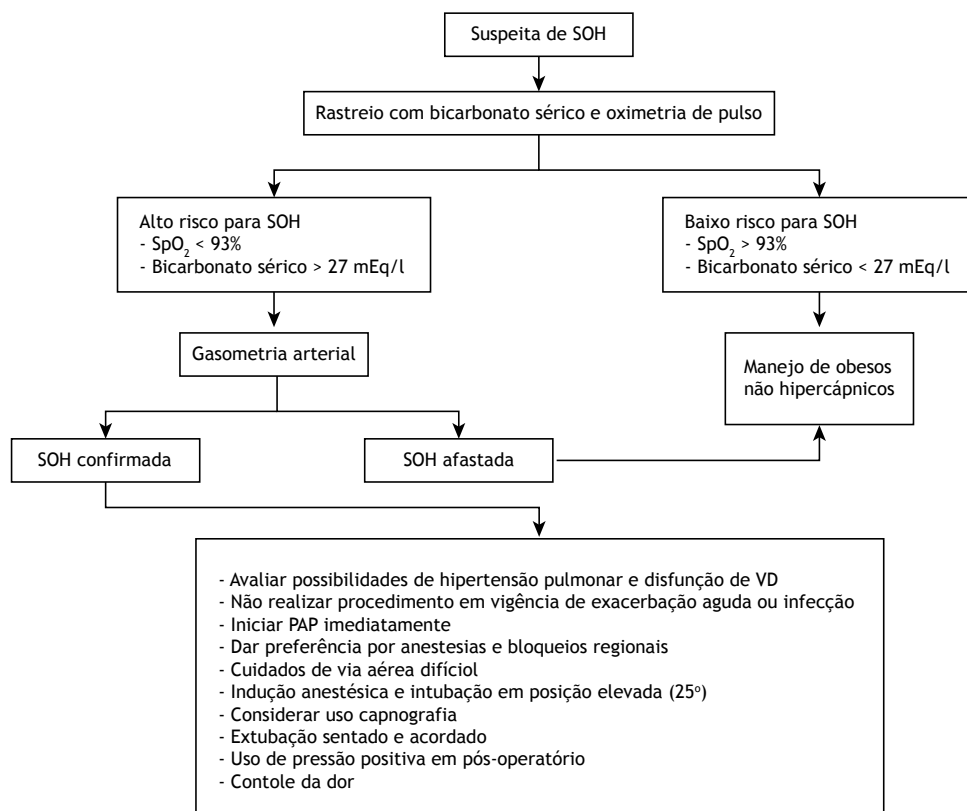 Suspeita de SOH
Rastreio com bicarbonato sérico e oximetria de pulso
Alto risco para SOH
- SpO₂ < 93%
- Bicarbonato sérico > 27 mEq/l
Baixo risco para SOH
- SpO₂ > 93%
- Bicarbonato sérico < 27 mEq/l
Gasometria arterial
Manejo de obesos
não hipercápnicos
SOH confirmada
SOH afastada
- Avaliar possibilidades de hipertensão pulmonar e disfunção de VD
- Não realizar procedimento em vigência de exacerbação aguda ou infecção
- Iniciar PAP imediatamente
- Dar preferência por anestesias e bloqueios regionais
- Cuidados de via aérea difíciol
- Indução anestésica e intubação em posição elevada (25º)
- Considerar uso capnografia
- Extubação sentado e acordado
- Uso de pressão positiva em pós-operatório
- Contole da dor